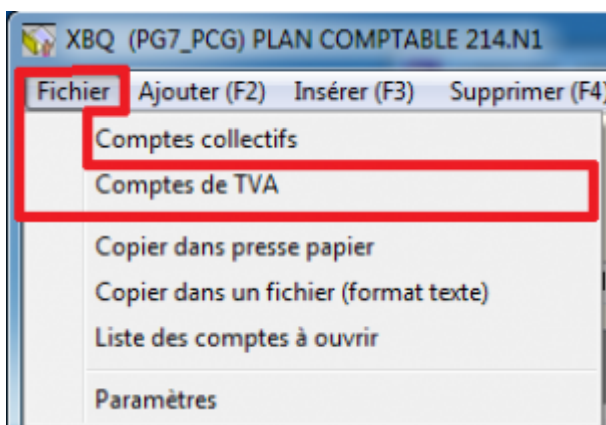 XBQ (PG7_PCG) PLAN COMPTABLE 214.N1
Fichier Ajouter (F2) Insérer (F3) Supprimer (F4)
Comptes collectifs
Comptes de TVA
Copier dans presse papier
Copier dans un fichier (format texte)
Liste des comptes à ouvrir
Paramètres